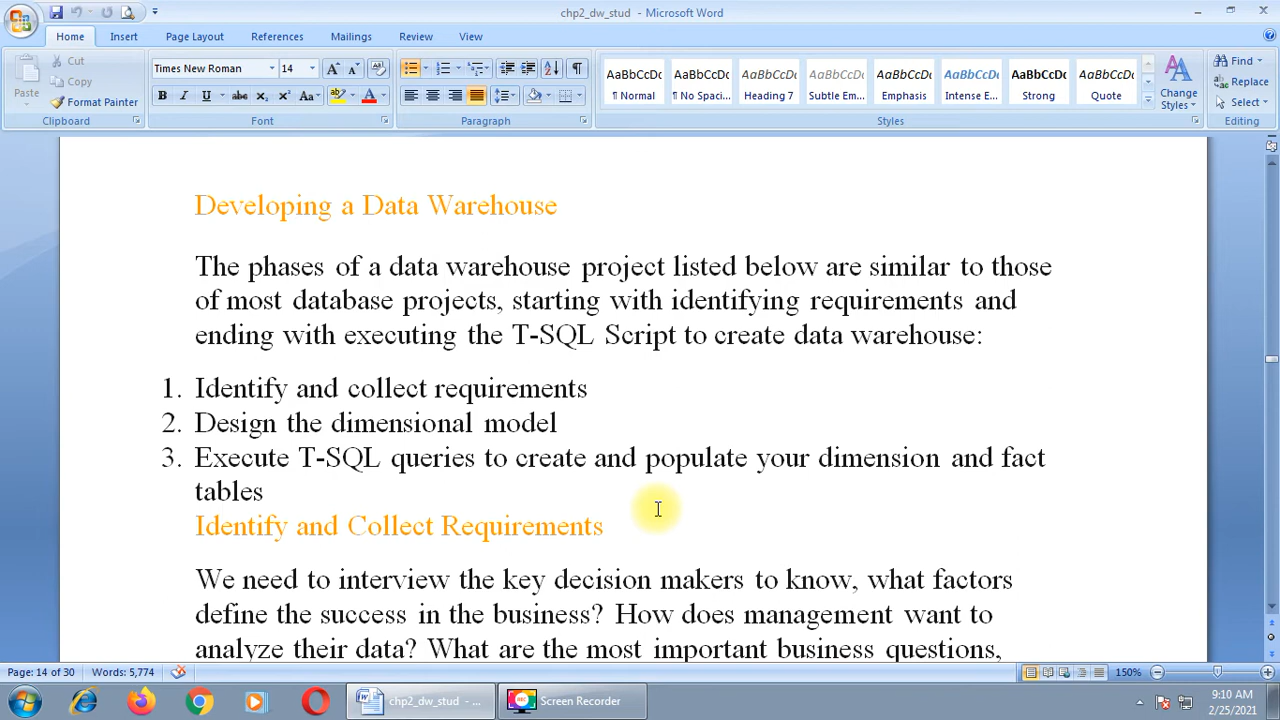 chp2_dw_stud - Microsoft Word
Home Insert Page Layout References Mailings Review View
Paste
Cut
Copy
Format Painter
Clipboard
Times New Roman 14
Font
Paragraph
AaBbCcDc AaBbCcDc AaBbCcDc AaBbCcDc AaBbCcDc AaBbCcDc AaBbCcDc AaBbCcDc
¶ Normal ¶ No Spaci... Heading 7 Subtle Em... Emphasis Intense E... Strong Quote
Change
Styles
Styles
Find
Replace
Select
Editing
Developing a Data Warehouse
The phases of a data warehouse project listed below are similar to those
of most database projects, starting with identifying requirements and
ending with executing the T-SQL Script to create data warehouse:
1. Identify and collect requirements
2. Design the dimensional model
3. Execute T-SQL queries to create and populate your dimension and fact
tables
Identify and Collect Requirements
We need to interview the key decision makers to know, what factors
define the success in the business? How does management want to
analyze their data? What are the most important business questions,
Page: 14 of 30 Words: 5,774 150%
chp2_dw_stud - ... Screen Recorder
9:10 AM
2/25/2021